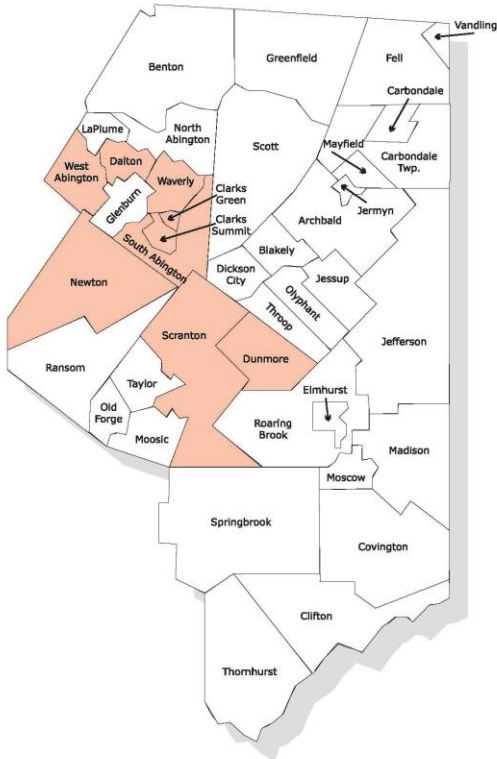 Vandling
Benton
Greenfield
Fell
Carbondale
LaPlume
North
Abington
Scott
Mayfield
Carbondale
Twp.
West
Abington
Dalton
Waverly
Clarks
Green
Jermyn
Glenburn
Clarks
Summit
Archbald
South Abington
Blakely
Dickson
City
Jessup
Olyphant
Newton
Throop
Scranton
Jefferson
Dunmore
Ransom
Taylor
Elmhurst
Old
Forge
Roaring
Brook
Moosic
Madison
Moscow
Springbrook
Covington
Clifton
Thornhurst